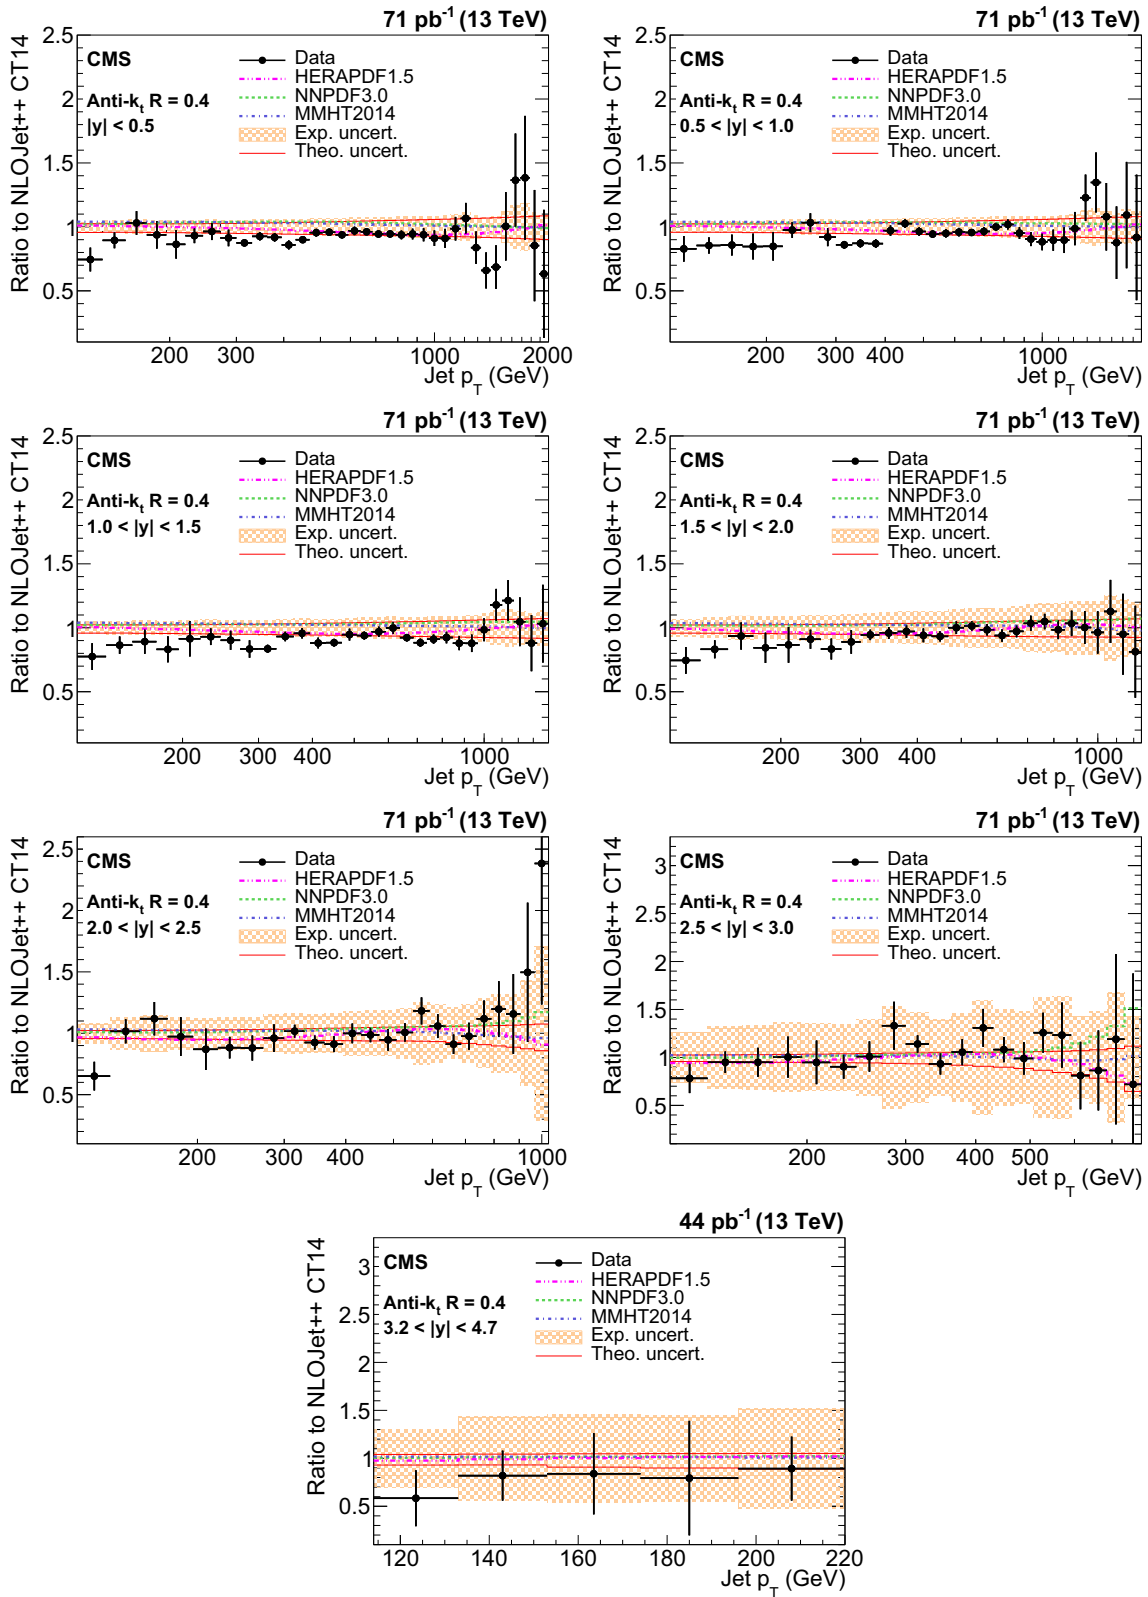 71 pb⁻¹ (13 TeV)
Ratio to NLOJet++ CT14
2.5
2
1.5
1
0.5
CMS
Anti-kt R = 0.4
|y| < 0.5
Data
HERAPDF1.5
NNPDF3.0
MMHT2014
Exp. uncert.
Theo. uncert.
200 300 1000 2000
Jet pT (GeV)
71 pb⁻¹ (13 TeV)
Ratio to NLOJet++ CT14
2.5
2
1.5
1
0.5
CMS
Anti-kt R = 0.4
0.5 < |y| < 1.0
Data
HERAPDF1.5
NNPDF3.0
MMHT2014
Exp. uncert.
Theo. uncert.
200 300 400 1000
Jet pT (GeV)
71 pb⁻¹ (13 TeV)
Ratio to NLOJet++ CT14
2.5
2
1.5
1
0.5
CMS
Anti-kt R = 0.4
1.0 < |y| < 1.5
Data
HERAPDF1.5
NNPDF3.0
MMHT2014
Exp. uncert.
Theo. uncert.
200 300 400 1000
Jet pT (GeV)
71 pb⁻¹ (13 TeV)
Ratio to NLOJet++ CT14
2.5
2
1.5
1
0.5
CMS
Anti-kt R = 0.4
1.5 < |y| < 2.0
Data
HERAPDF1.5
NNPDF3.0
MMHT2014
Exp. uncert.
Theo. uncert.
200 300 400 1000
Jet pT (GeV)
71 pb⁻¹ (13 TeV)
Ratio to NLOJet++ CT14
2.5
2
1.5
1
0.5
CMS
Anti-kt R = 0.4
2.0 < |y| < 2.5
Data
HERAPDF1.5
NNPDF3.0
MMHT2014
Exp. uncert.
Theo. uncert.
200 300 400 1000
Jet pT (GeV)
71 pb⁻¹ (13 TeV)
Ratio to NLOJet++ CT14
3
2.5
2
1.5
1
0.5
CMS
Anti-kt R = 0.4
2.5 < |y| < 3.0
Data
HERAPDF1.5
NNPDF3.0
MMHT2014
Exp. uncert.
Theo. uncert.
200 300 400 500
Jet pT (GeV)
44 pb⁻¹ (13 TeV)
Ratio to NLOJet++ CT14
3
2.5
2
1.5
1
0.5
CMS
Anti-kt R = 0.4
3.2 < |y| < 4.7
Data
HERAPDF1.5
NNPDF3.0
MMHT2014
Exp. uncert.
Theo. uncert.
120 140 160 180 200 220
Jet pT (GeV)